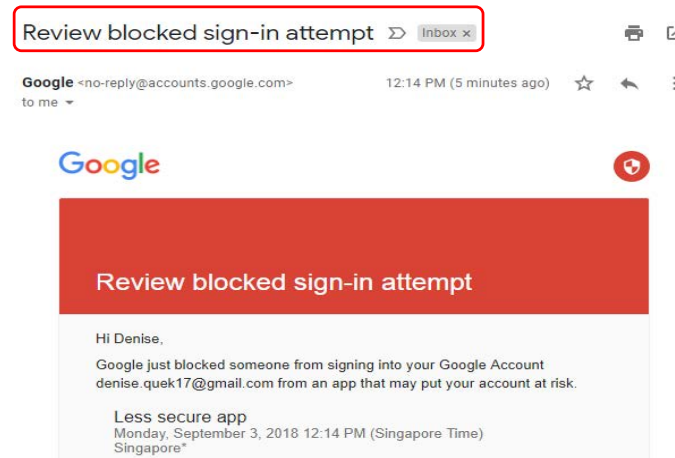 Review blocked sign-in attempt Inbox x
Google <no-reply@accounts.google.com> 12:14 PM (5 minutes ago)
to me
Google
Review blocked sign-in attempt
Hi Denise,
Google just blocked someone from signing into your Google Account
denise.quek17@gmail.com from an app that may put your account at risk.
Less secure app
Monday, September 3, 2018 12:14 PM (Singapore Time)
Singapore*